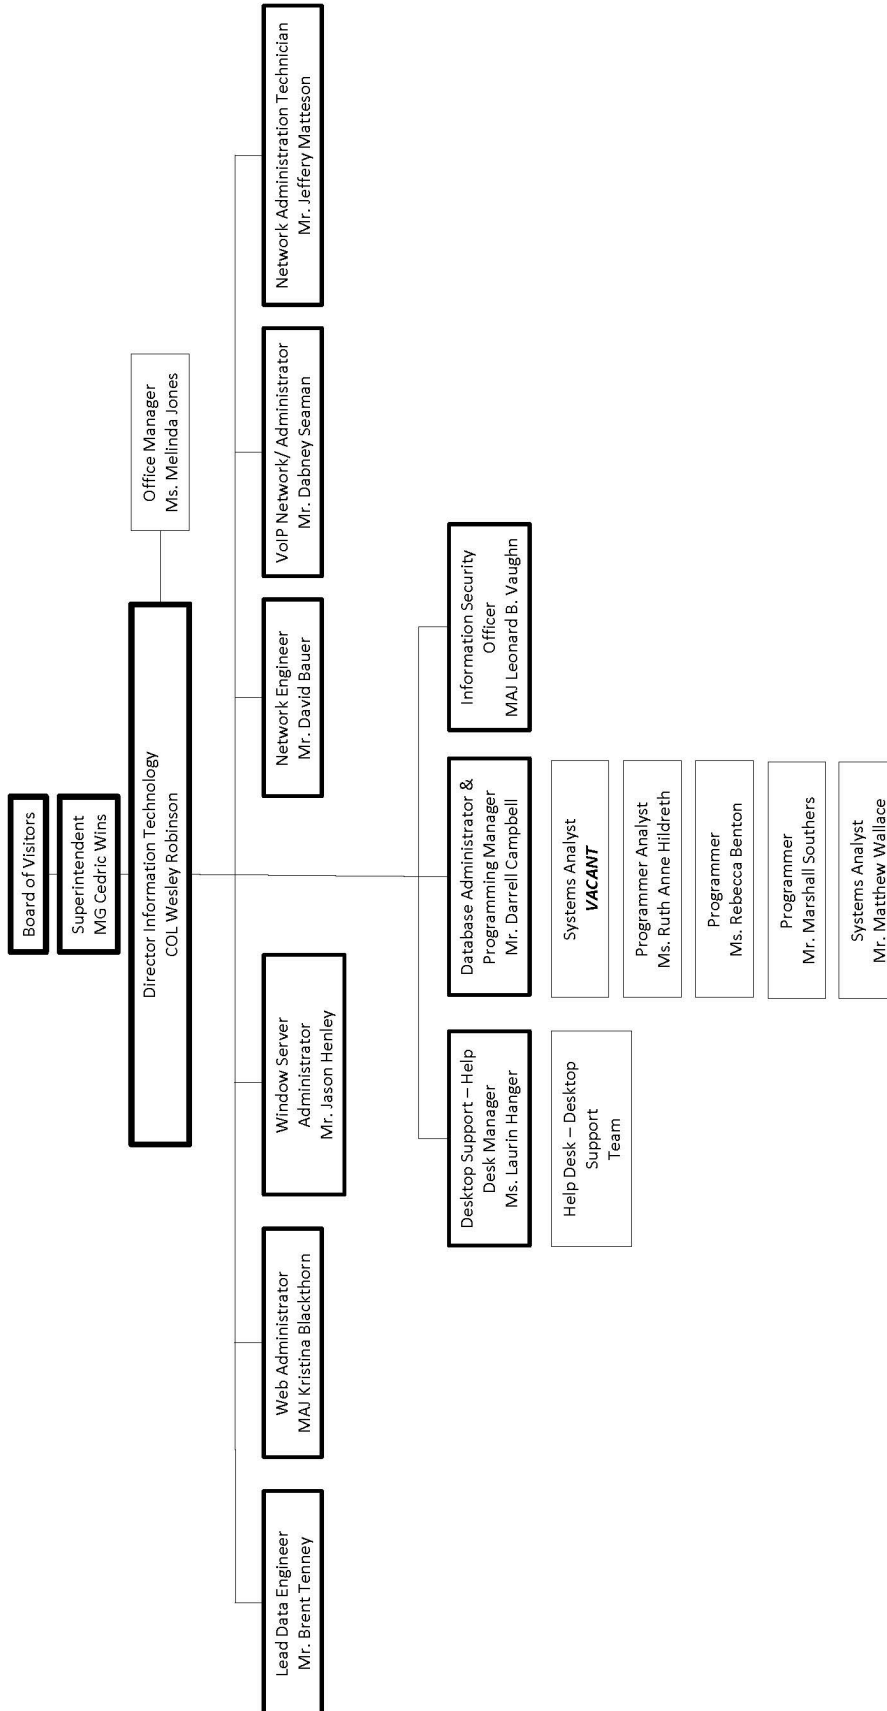 Board of Visitors
Superintendent
MG Cedric Wins
Director Information Technology
COL Wesley Robinson
Office Manager
Ms. Melinda Jones
Lead Data Engineer
Mr. Brent Tenney
Web Administrator
MAJ Kristina Blackthorn
Window Server
Administrator
Mr. Jason Henley
Network Engineer
Mr. David Bauer
VoIP Network/ Administrator
Mr. Dabney Seaman
Network Administration Technician
Mr. Jeffery Matteson
Desktop Support – Help
Desk Manager
Ms. Laurin Hanger
Help Desk – Desktop
Support
Team
Database Administrator &
Programming Manager
Mr. Darrell Campbell
Systems Analyst
VACANT
Programmer Analyst
Ms. Ruth Anne Hildreth
Programmer
Ms. Rebecca Benton
Programmer
Mr. Marshall Southers
Systems Analyst
Mr. Matthew Wallace
Information Security
Officer
MAJ Leonard B. Vaughn